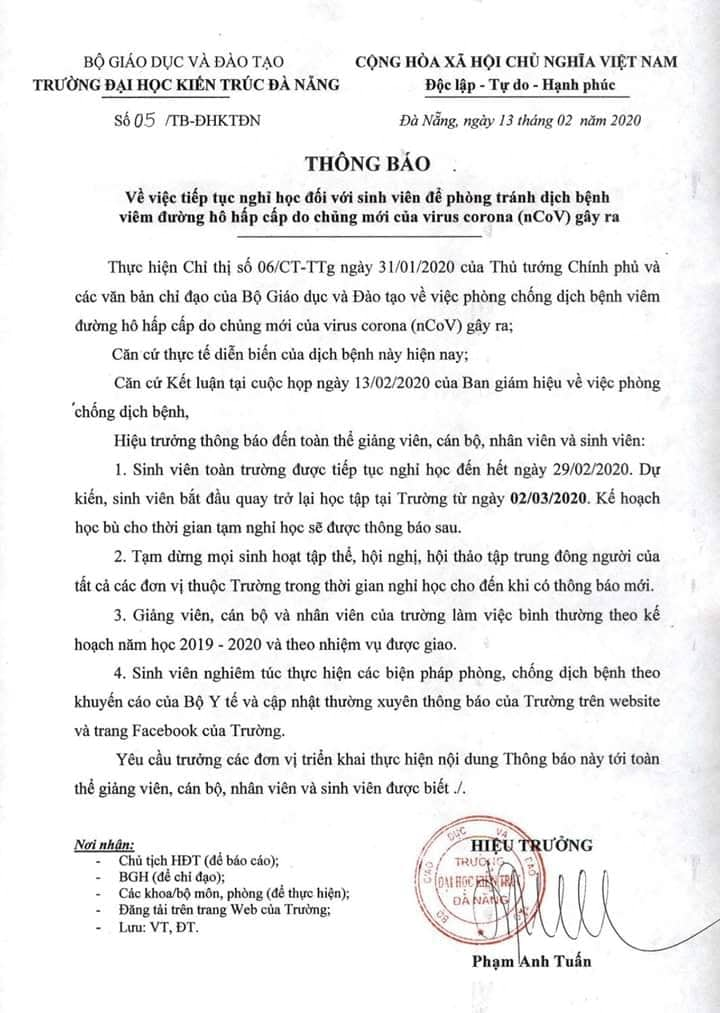 BỘ GIÁO DỤC VÀ ĐÀO TẠO
TRƯỜNG ĐẠI HỌC KIẾN TRÚC ĐÀ NẴNG
Số 05 /TB-ĐHKTĐN
CỘNG HÒA XÃ HỘI CHỦ NGHĨA VIỆT NAM
Độc lập - Tự do - Hạnh phúc
Đà Nẵng, ngày 13 tháng 02 năm 2020
THÔNG BÁO
Về việc tiếp tục nghỉ học đối với sinh viên để phòng tránh dịch bệnh
viêm đường hô hấp cấp do chủng mới của virus corona (nCoV) gây ra
Thực hiện Chỉ thị số 06/CT-TTg ngày 31/01/2020 của Thủ tướng Chính phủ và
các văn bản chỉ đạo của Bộ Giáo dục và Đào tạo về việc phòng chống dịch bệnh viêm
đường hô hấp cấp do chủng mới của virus corona (nCoV) gây ra;
Căn cứ thực tế diễn biến của dịch bệnh này hiện nay;
Căn cứ Kết luận tại cuộc họp ngày 13/02/2020 của Ban giám hiệu về việc phòng
chống dịch bệnh,
Hiệu trưởng thông báo đến toàn thể giảng viên, cán bộ, nhân viên và sinh viên:
1. Sinh viên toàn trường được tiếp tục nghỉ học đến hết ngày 29/02/2020. Dự
kiến, sinh viên bắt đầu quay trở lại học tập tại Trường từ ngày 02/03/2020. Kế hoạch
học bù cho thời gian tạm nghỉ học sẽ được thông báo sau.
2. Tạm dừng mọi sinh hoạt tập thể, hội nghị, hội thảo tập trung đông người của
tất cả các đơn vị thuộc Trường trong thời gian nghỉ học cho đến khi có thông báo mới.
3. Giảng viên, cán bộ và nhân viên của trường làm việc bình thường theo kế
hoạch năm học 2019 - 2020 và theo nhiệm vụ được giao.
4. Sinh viên nghiêm túc thực hiện các biện pháp phòng, chống dịch bệnh theo
khuyến cáo của Bộ Y tế và cập nhật thường xuyên thông báo của Trường trên website
và trang Facebook của Trường.
Yêu cầu trưởng các đơn vị triển khai thực hiện nội dung Thông báo này tới toàn
thể giảng viên, cán bộ, nhân viên và sinh viên được biết ./.
Nơi nhận:
- Chủ tịch HĐT (để báo cáo);
- BGH (để chỉ đạo);
- Các khoa/bộ môn, phòng (để thực hiện);
- Đăng tải trên trang Web của Trường;
- Lưu: VT, ĐT.
HIỆU TRƯỞNG
BỘ GIÁO DỤC VÀ ĐÀO
TRƯỜNG
ĐẠI HỌC KIẾN TRÚC
ĐÀ NẴNG
Phạm Anh Tuấn